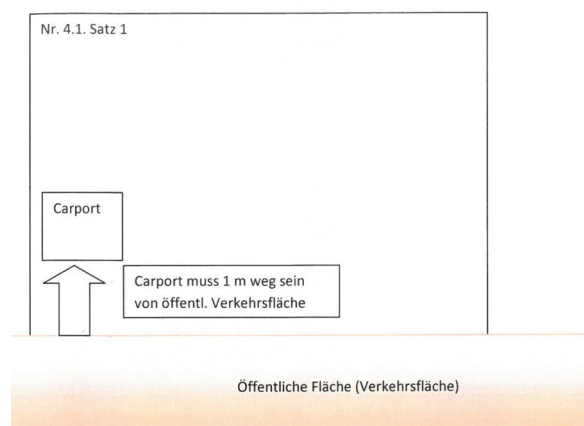 Nr. 4.1. Satz 1
Carport
Carport muss 1 m weg sein
von öffentl. Verkehrsfläche
Öffentliche Fläche (Verkehrsfläche)